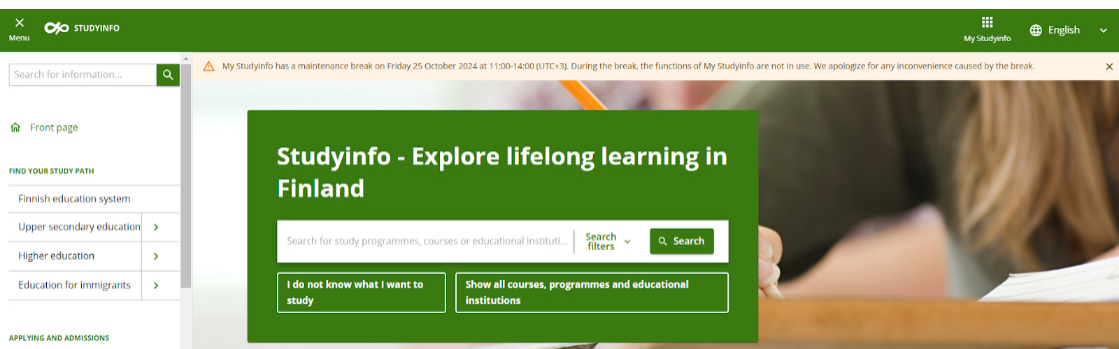 Menu
STUDYINFO
My Studyinfo
English
Search for information...
My Studyinfo has a maintenance break on Friday 25 October 2024 at 11:00-14:00 (UTC+3). During the break, the functions of My Studyinfo are not in use. We apologize for any inconvenience caused by the break.
Front page
FIND YOUR STUDY PATH
Finnish education system
Upper secondary education
Higher education
Education for immigrants
APPLYING AND ADMISSIONS
Studyinfo - Explore lifelong learning in
Finland
Search for study programmes, courses or educational instituti...
Search
filters
Search
I do not know what I want to
study
Show all courses, programmes and educational
institutions